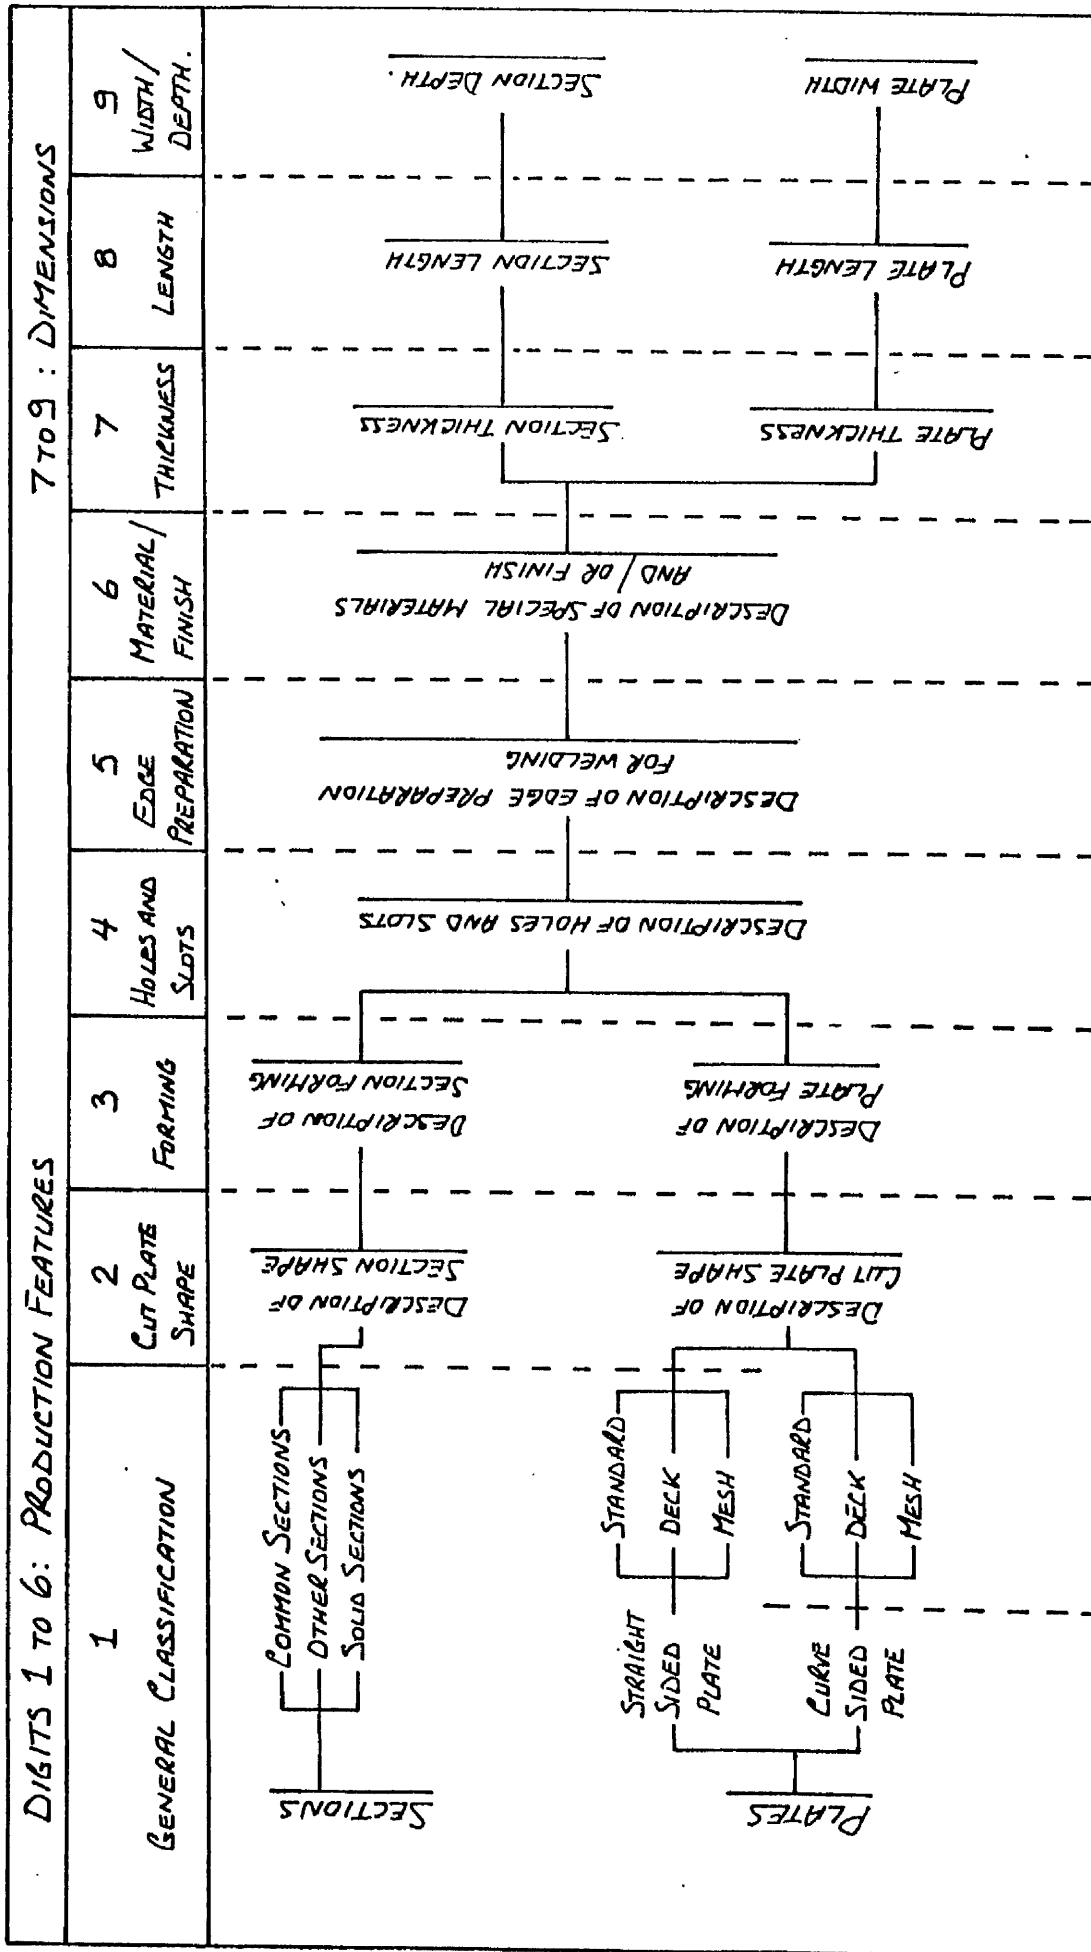 DIGITS 1 TO 6: PRODUCTION FEATURES
7 TO 9: DIMENSIONS
1
GENERAL CLASSIFICATION
2
CUT PLATE
SHAPE
3
FORMING
4
HOLES AND
SLOTS
5
EDGE
PREPARATION
6
MATERIAL/
FINISH
7
THICKNESS
8
LENGTH
9
WIDTH/
DEPTH.
SECTIONS
COMMON SECTIONS
OTHER SECTIONS
SOLID SECTIONS
DESCRIPTION OF
SECTION SHAPE
DESCRIPTION OF
SECTION FORMING
PLATES
STRAIGHT
SIDED
PLATE
STANDARD
DECK
MESH
CURVE
SIDED
PLATE
STANDARD
DECK
MESH
DESCRIPTION OF
CUT PLATE SHAPE
DESCRIPTION OF
PLATE FORMING
DESCRIPTION OF HOLES AND SLOTS
DESCRIPTION OF EDGE PREPARATION
FOR WELDING
DESCRIPTION OF SPECIAL MATERIALS
AND/OR FINISH
SECTION THICKNESS
SECTION LENGTH
SECTION DEPTH.
PLATE THICKNESS
PLATE LENGTH
PLATE WIDTH